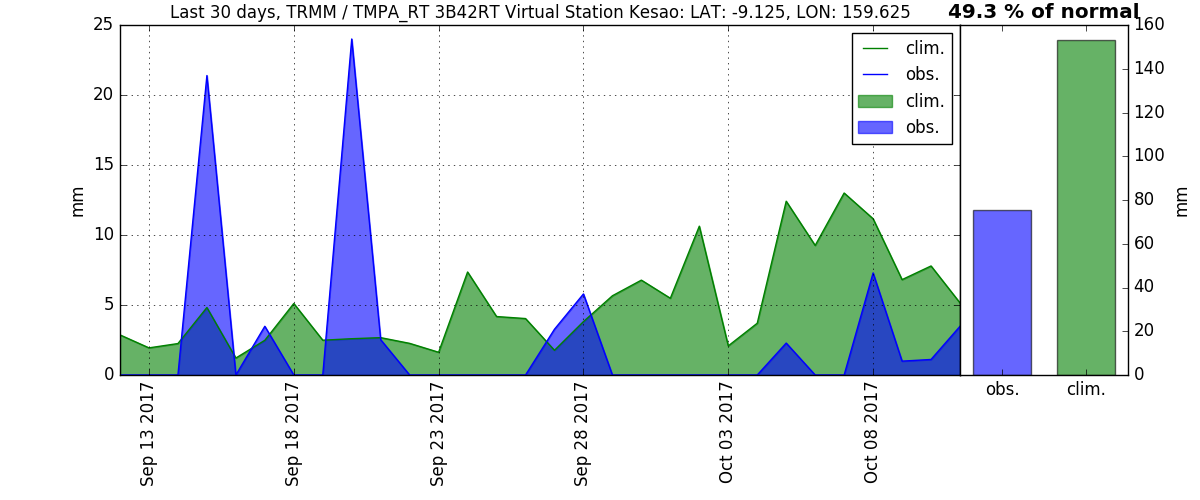 Last 30 days, TRMM / TMPA_RT 3B42RT Virtual Station Kesao: LAT: -9.125, LON: 159.625
49.3 % of normal
25
20
15
10
5
0
mm
Sep 13 2017
Sep 18 2017
Sep 23 2017
Sep 28 2017
Oct 03 2017
Oct 08 2017
clim.
obs.
clim.
obs.
160
140
120
100
80
60
40
20
0
mm
obs. clim.